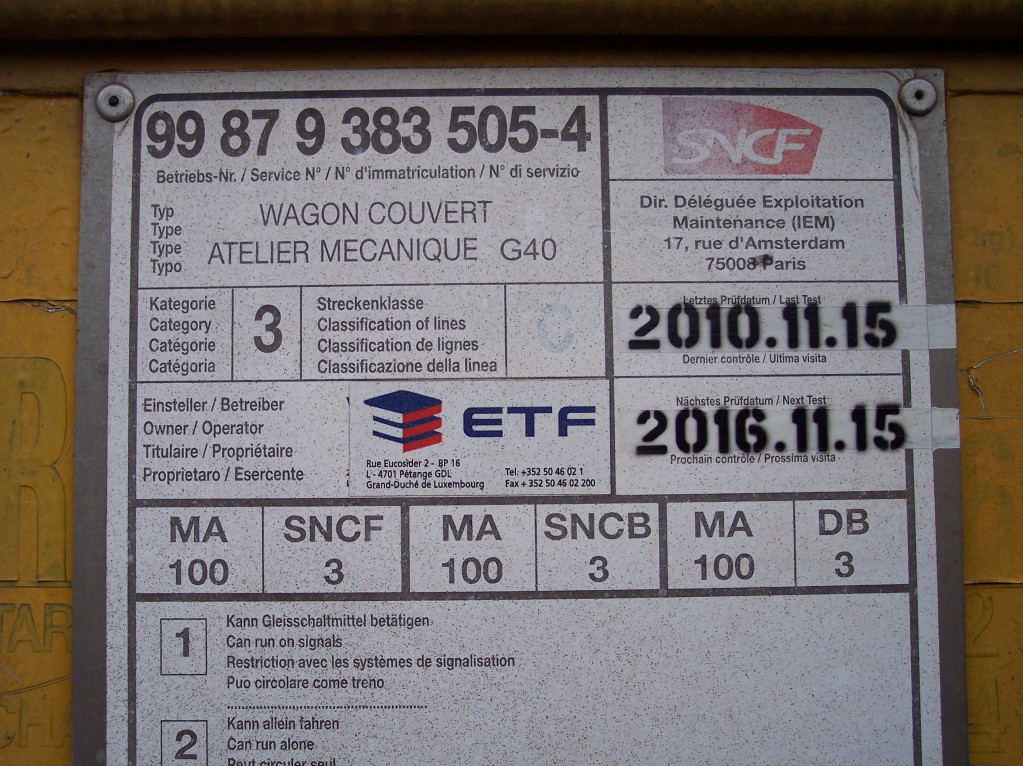 99 87 9 383 505-4
Betriebs-Nr. / Service N° / N° d'immatriculation / N° di servizio
Typ
Type
Type
Typo
WAGON COUVERT
ATELIER MECANIQUE G40
SNCF
Dir. Déléguée Exploitation
Maintenance (IEM)
17, rue d'Amsterdam
75008 Paris
Kategorie
Category
Catégorie
Catégoria
3
Streckenklasse
Classification of lines
Classification de lignes
Classificazione della linea
C
Letztes Prüfdatum / Last Test
2010.11.15
Dernier contrôle / Ultima visita
Einsteller / Betreiber
Owner / Operator
Titulaire / Propriétaire
Proprietaro / Esercente
ETF
Rue Eucosider 2 - BP 16
L - 4701 Pétange GDL
Grand-Duché de Luxembourg
Tel. +352 50 46 02 1
Fax + 352 50 46 02 200
Nächstes Prüfdatum / Next Test
2016.11.15
Prochain contrôle / Prossima visita
MA SNCF MA SNCB MA DB
100 3 100 3 100 3
1
Kann Gleisschaltmittel betätigen
Can run on signals
Restriction avec les systèmes de signalisation
Puo circolare come treno
2
Kann allein fahren
Can run alone
Peut circuler seul